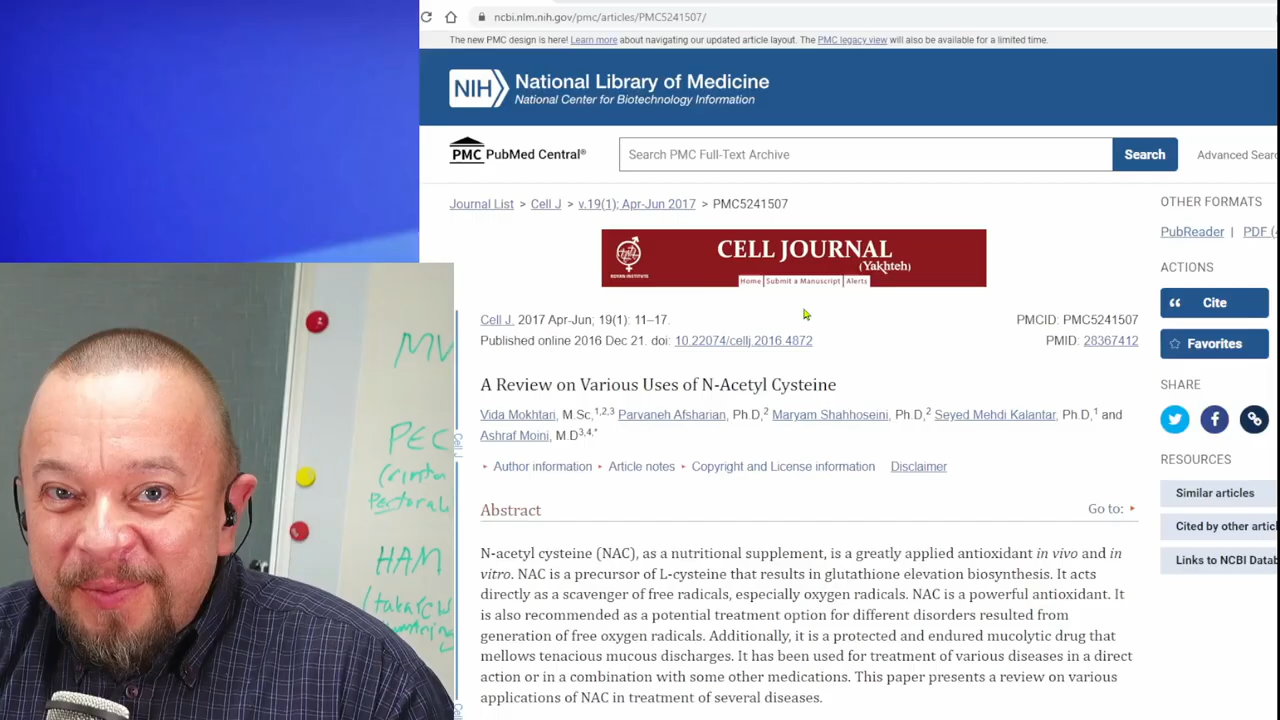 ncbi.nlm.nih.gov/pmc/articles/PMC5241507/
The new PMC design is here! Learn more about navigating our updated article layout. The PMC legacy view will also be available for a limited time.
NIH National Library of Medicine
National Center for Biotechnology Information
PMC PubMed Central®
Search PMC Full-Text Archive
Search
Advanced Sear
Journal List > Cell J > v.19(1); Apr-Jun 2017 > PMC5241507
CELL JOURNAL
(Yakhteh)
ROYAN INSTITUTE
Home Submit a Manuscript Alerts
Cell J. 2017 Apr-Jun; 19(1): 11–17.
PMCID: PMC5241507
Published online 2016 Dec 21. doi: 10.22074/cellj.2016.4872
PMID: 28367412
A Review on Various Uses of N-Acetyl Cysteine
Vida Mokhtari, M.Sc,1,2,3 Parvaneh Afsharian, Ph.D,2 Maryam Shahhoseini, Ph.D,2 Seyed Mehdi Kalantar, Ph.D,1 and
Ashraf Moini, M.D3,4,*
Author information Article notes Copyright and License information Disclaimer
Abstract
Go to:
N-acetyl cysteine (NAC), as a nutritional supplement, is a greatly applied antioxidant in vivo and in
vitro. NAC is a precursor of L-cysteine that results in glutathione elevation biosynthesis. It acts
directly as a scavenger of free radicals, especially oxygen radicals. NAC is a powerful antioxidant. It
is also recommended as a potential treatment option for different disorders resulted from
generation of free oxygen radicals. Additionally, it is a protected and endured mucolytic drug that
mellows tenacious mucous discharges. It has been used for treatment of various diseases in a direct
action or in a combination with some other medications. This paper presents a review on various
applications of NAC in treatment of several diseases.
OTHER FORMATS
PubReader | PDF (
ACTIONS
Cite
Favorites
SHARE
RESOURCES
Similar articles
Cited by other artic
Links to NCBI Datab
Cell J
Cell J
MV
PEC
HAM